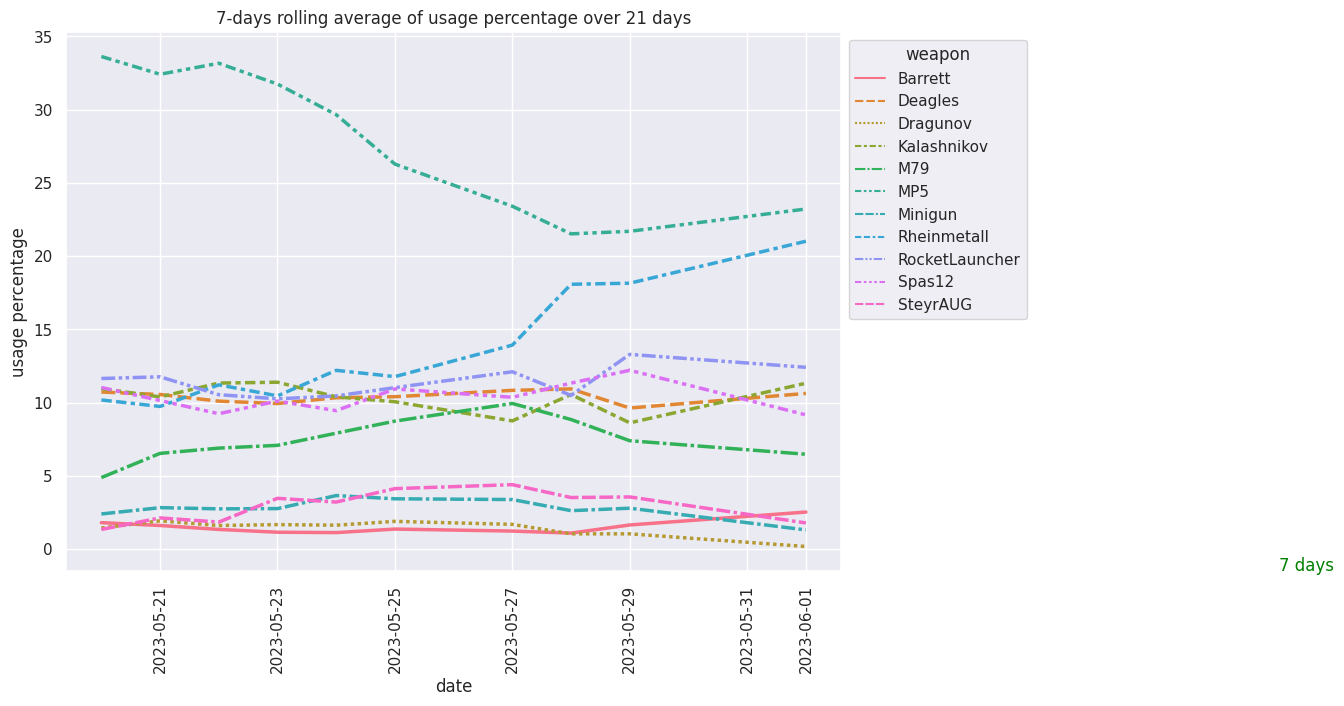 7-days rolling average of usage percentage over 21 days
usage percentage
35
30
25
20
15
10
5
0
2023-05-21
2023-05-23
2023-05-25
2023-05-27
2023-05-29
2023-05-31
2023-06-01
date
weapon
Barrett
Deagles
Dragunov
Kalashnikov
M79
MP5
Minigun
Rheinmetall
RocketLauncher
Spas12
SteyrAUG
7 days